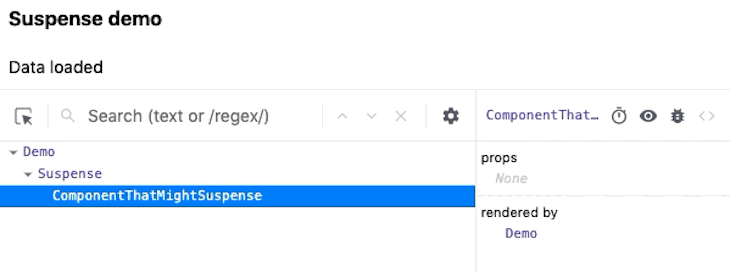 Suspense demo
Data loaded
Search (text or /regex/)
ComponentThat…
Demo
Suspense
ComponentThatMightSuspense
props
None
rendered by
Demo